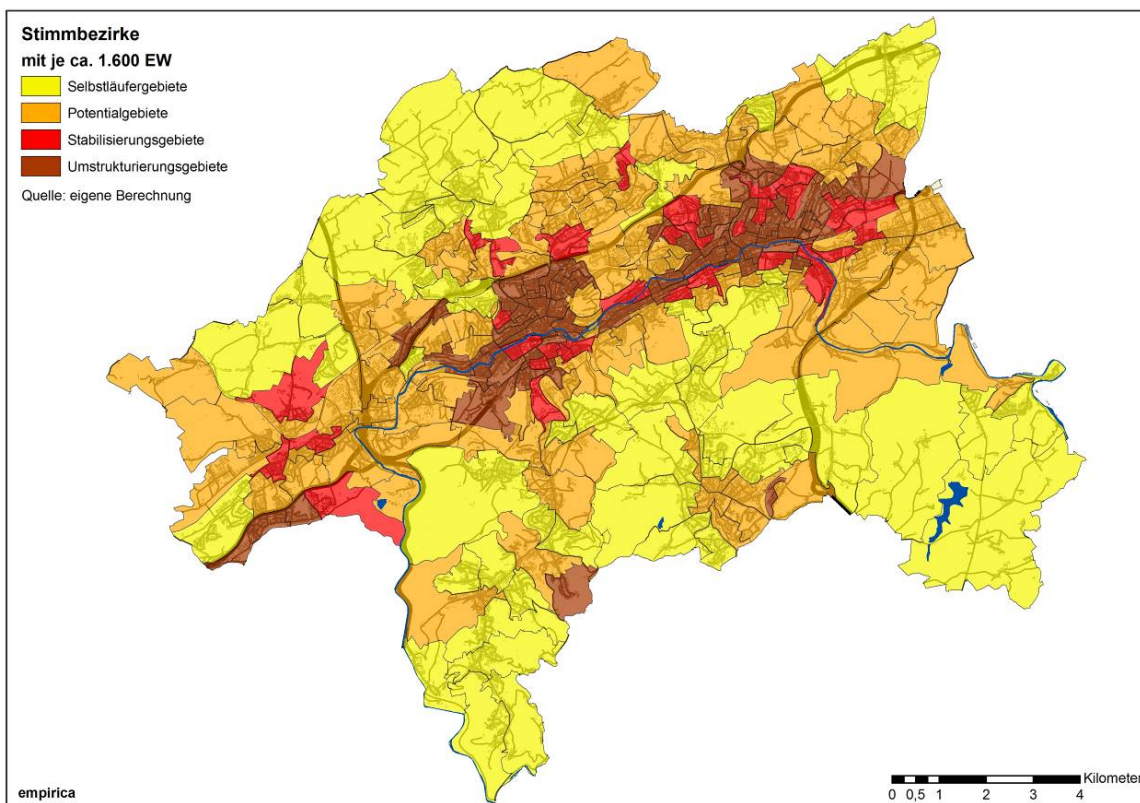 Stimmbezirke
mit je ca. 1.600 EW
Selbstläufergebiete
Potentialgebiete
Stabilisierungsgebiete
Umstrukturierungsgebiete
Quelle: eigene Berechnung
empirica
Kilometer
0 0,5 1 2 3 4